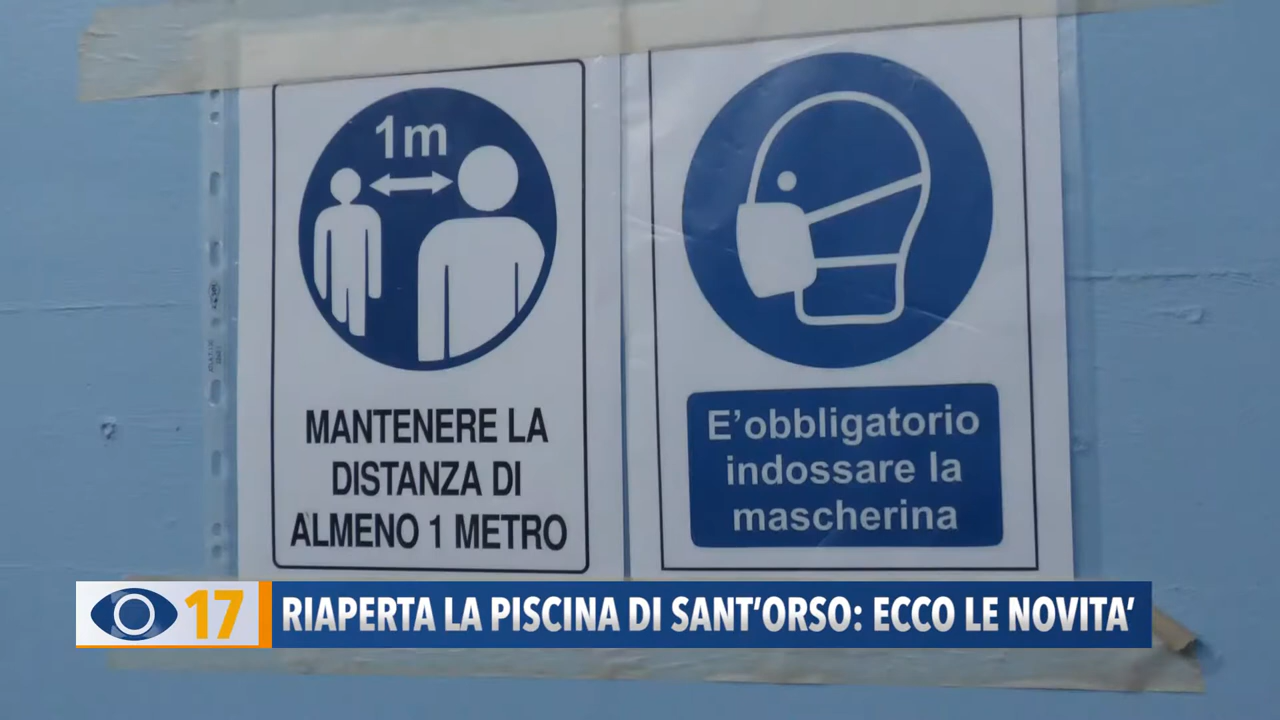 1m
MANTENERE LA
DISTANZA DI
ALMENO 1 METRO
E'obbligatorio
indossare la
mascherina
17
RIAPERTA LA PISCINA DI SANT'ORSO: ECCO LE NOVITA'